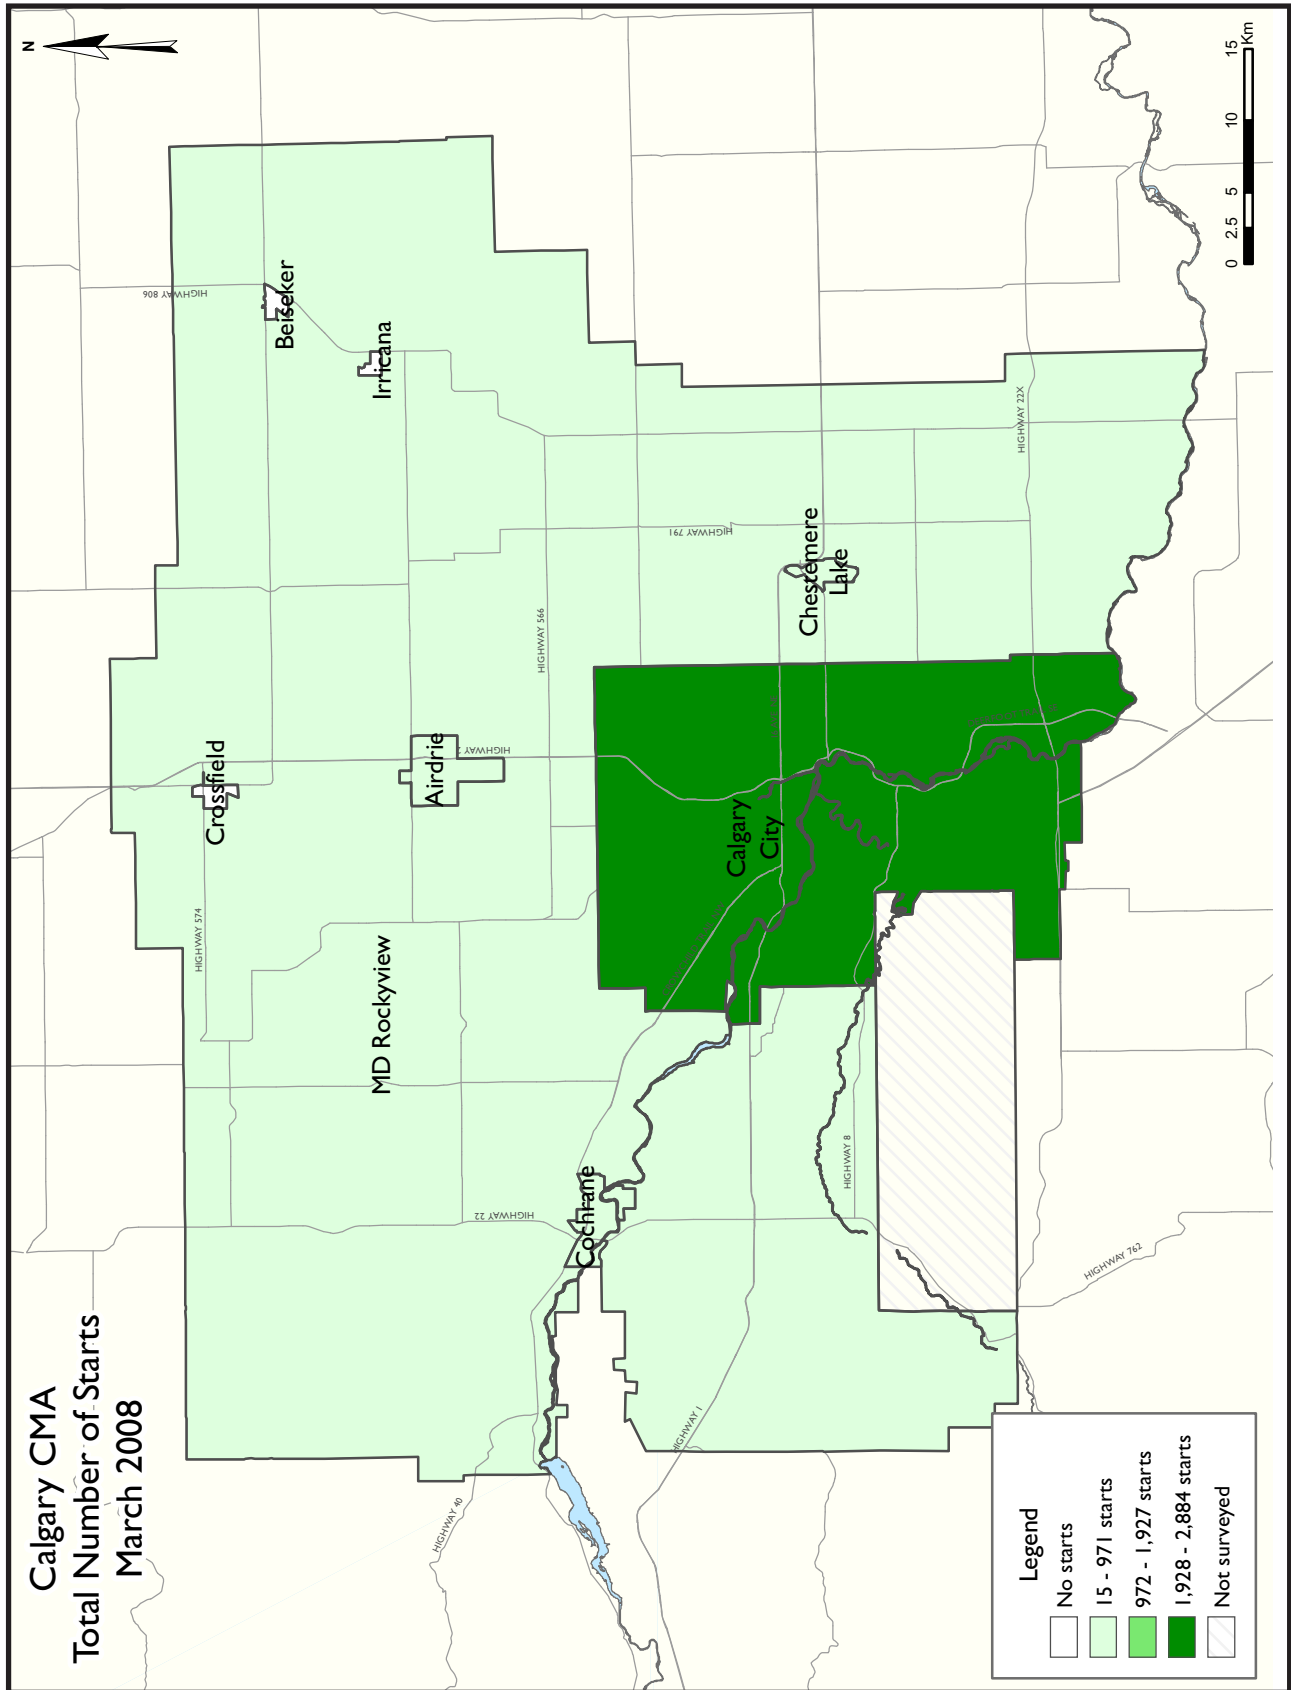 Calgary CMA
Total Number of Starts
March 2008
N
HIGHWAY 806
Beiseker
Irricana
Crossfield
HIGHWAY 574
Airdrie
HIGHWAY 2
HIGHWAY 566
HIGHWAY 791
MD Rockyview
Chestemere
Lake
HIGHWAY 22X
Calgary
City
Cochrane
HIGHWAY 22
HIGHWAY 8
HIGHWAY 1
HIGHWAY 40
HIGHWAY 762
Legend
No starts
15 - 971 starts
972 - 1,927 starts
1,928 - 2,884 starts
Not surveyed
0 2.5 5 10 15
Km